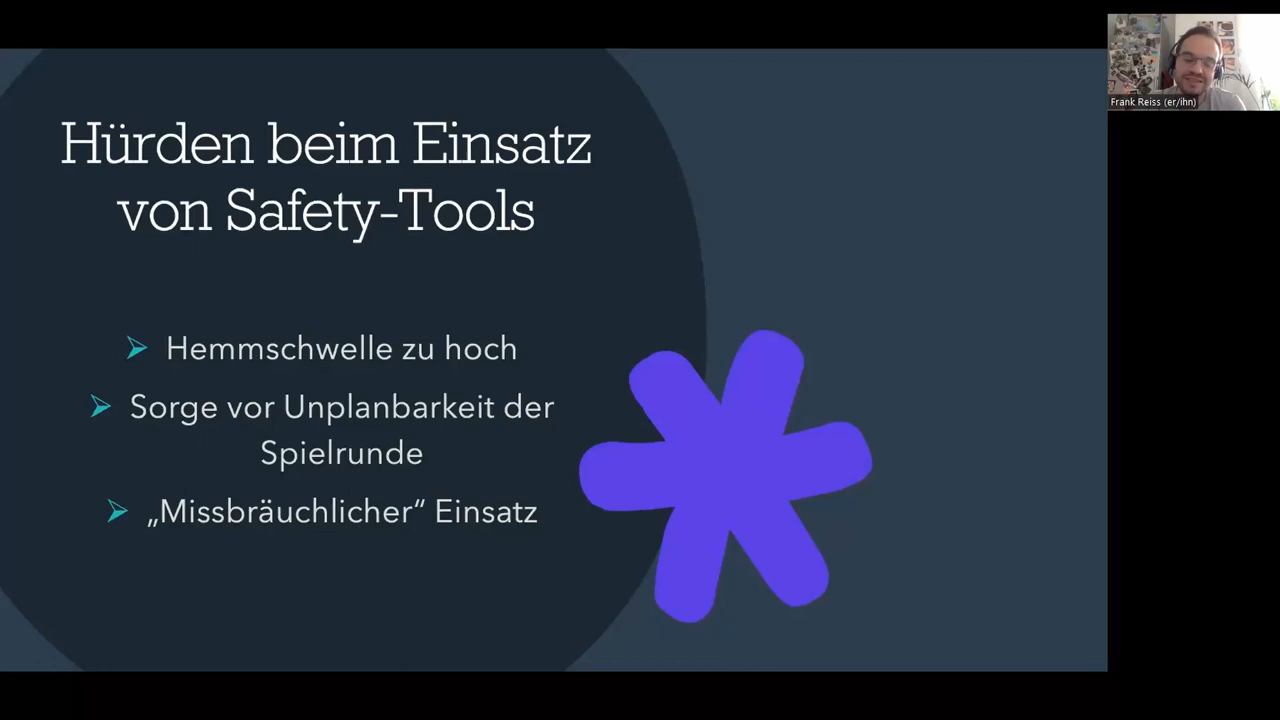 Hürden beim Einsatz
von Safety-Tools
Hemmschwelle zu hoch
Sorge vor Unplanbarkeit der
Spielrunde
„Missbräuchlicher“ Einsatz
Frank Reiss (er/ihn)